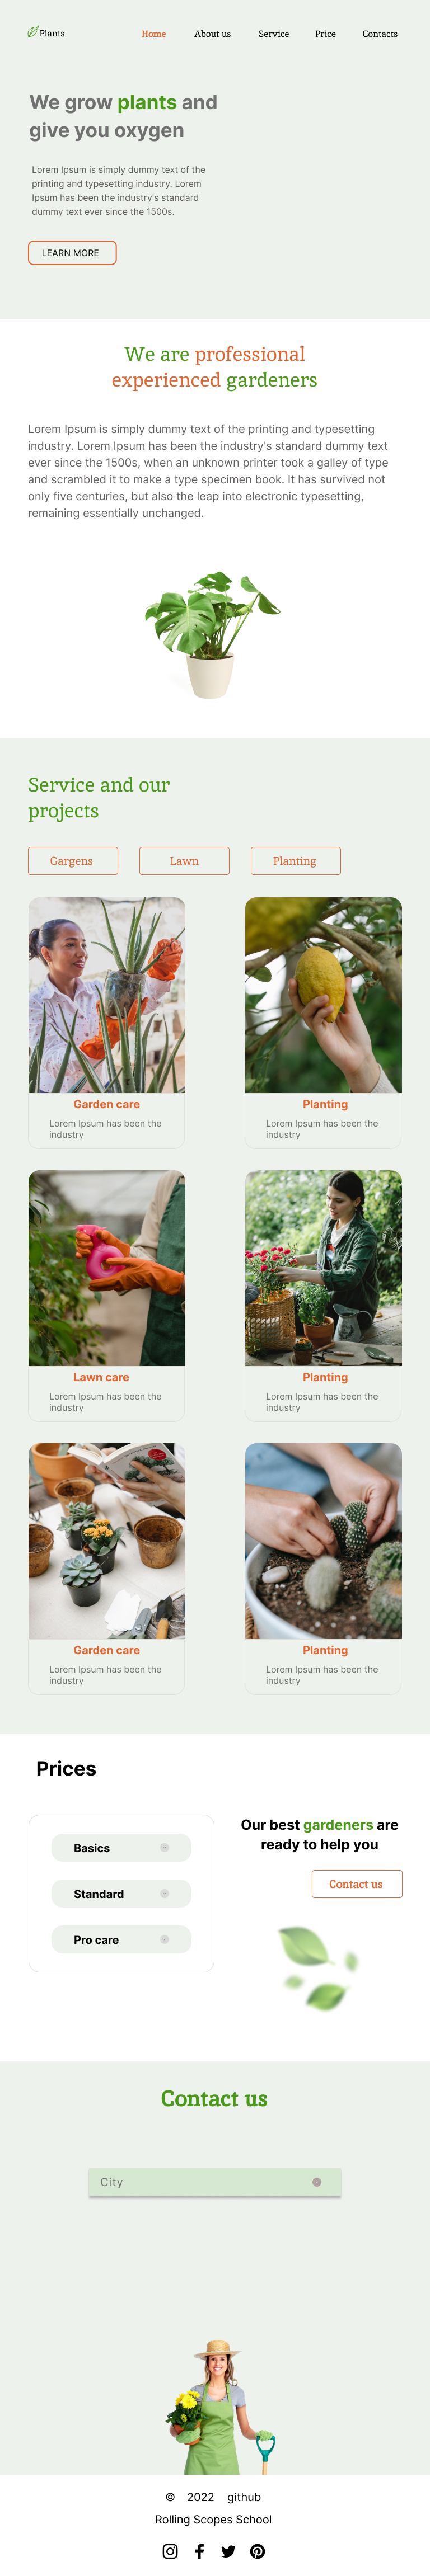 Plants
Home About us Service Price Contacts
We grow plants and
give you oxygen
Lorem Ipsum is simply dummy text of the
printing and typesetting industry. Lorem
Ipsum has been the industry's standard
dummy text ever since the 1500s.
LEARN MORE
We are professional
experienced gardeners
Lorem Ipsum is simply dummy text of the printing and typesetting
industry. Lorem Ipsum has been the industry's standard dummy text
ever since the 1500s, when an unknown printer took a galley of type
and scrambled it to make a type specimen book. It has survived not
only five centuries, but also the leap into electronic typesetting,
remaining essentially unchanged.
Service and our
projects
Gargens Lawn Planting
Garden care
Lorem Ipsum has been the
industry
Planting
Lorem Ipsum has been the
industry
Lawn care
Lorem Ipsum has been the
industry
Planting
Lorem Ipsum has been the
industry
Garden care
Lorem Ipsum has been the
industry
Planting
Lorem Ipsum has been the
industry
Prices
Basics
Standard
Pro care
Our best gardeners are
ready to help you
Contact us
Contact us
City
© 2022 github
Rolling Scopes School